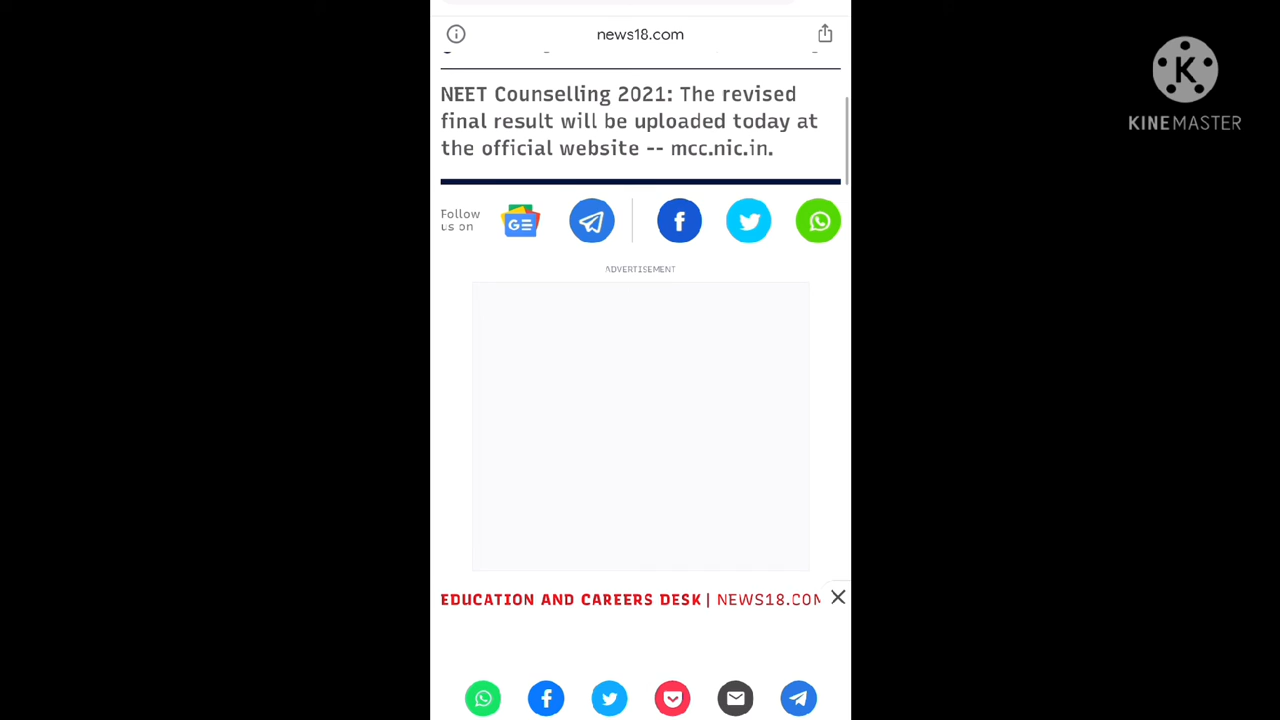 news18.com
KINEMASTER
NEET Counselling 2021: The revised
final result will be uploaded today at
the official website -- mcc.nic.in.
Follow
us on
GE
ADVERTISEMENT
EDUCATION AND CAREERS DESK | NEWS18.COM